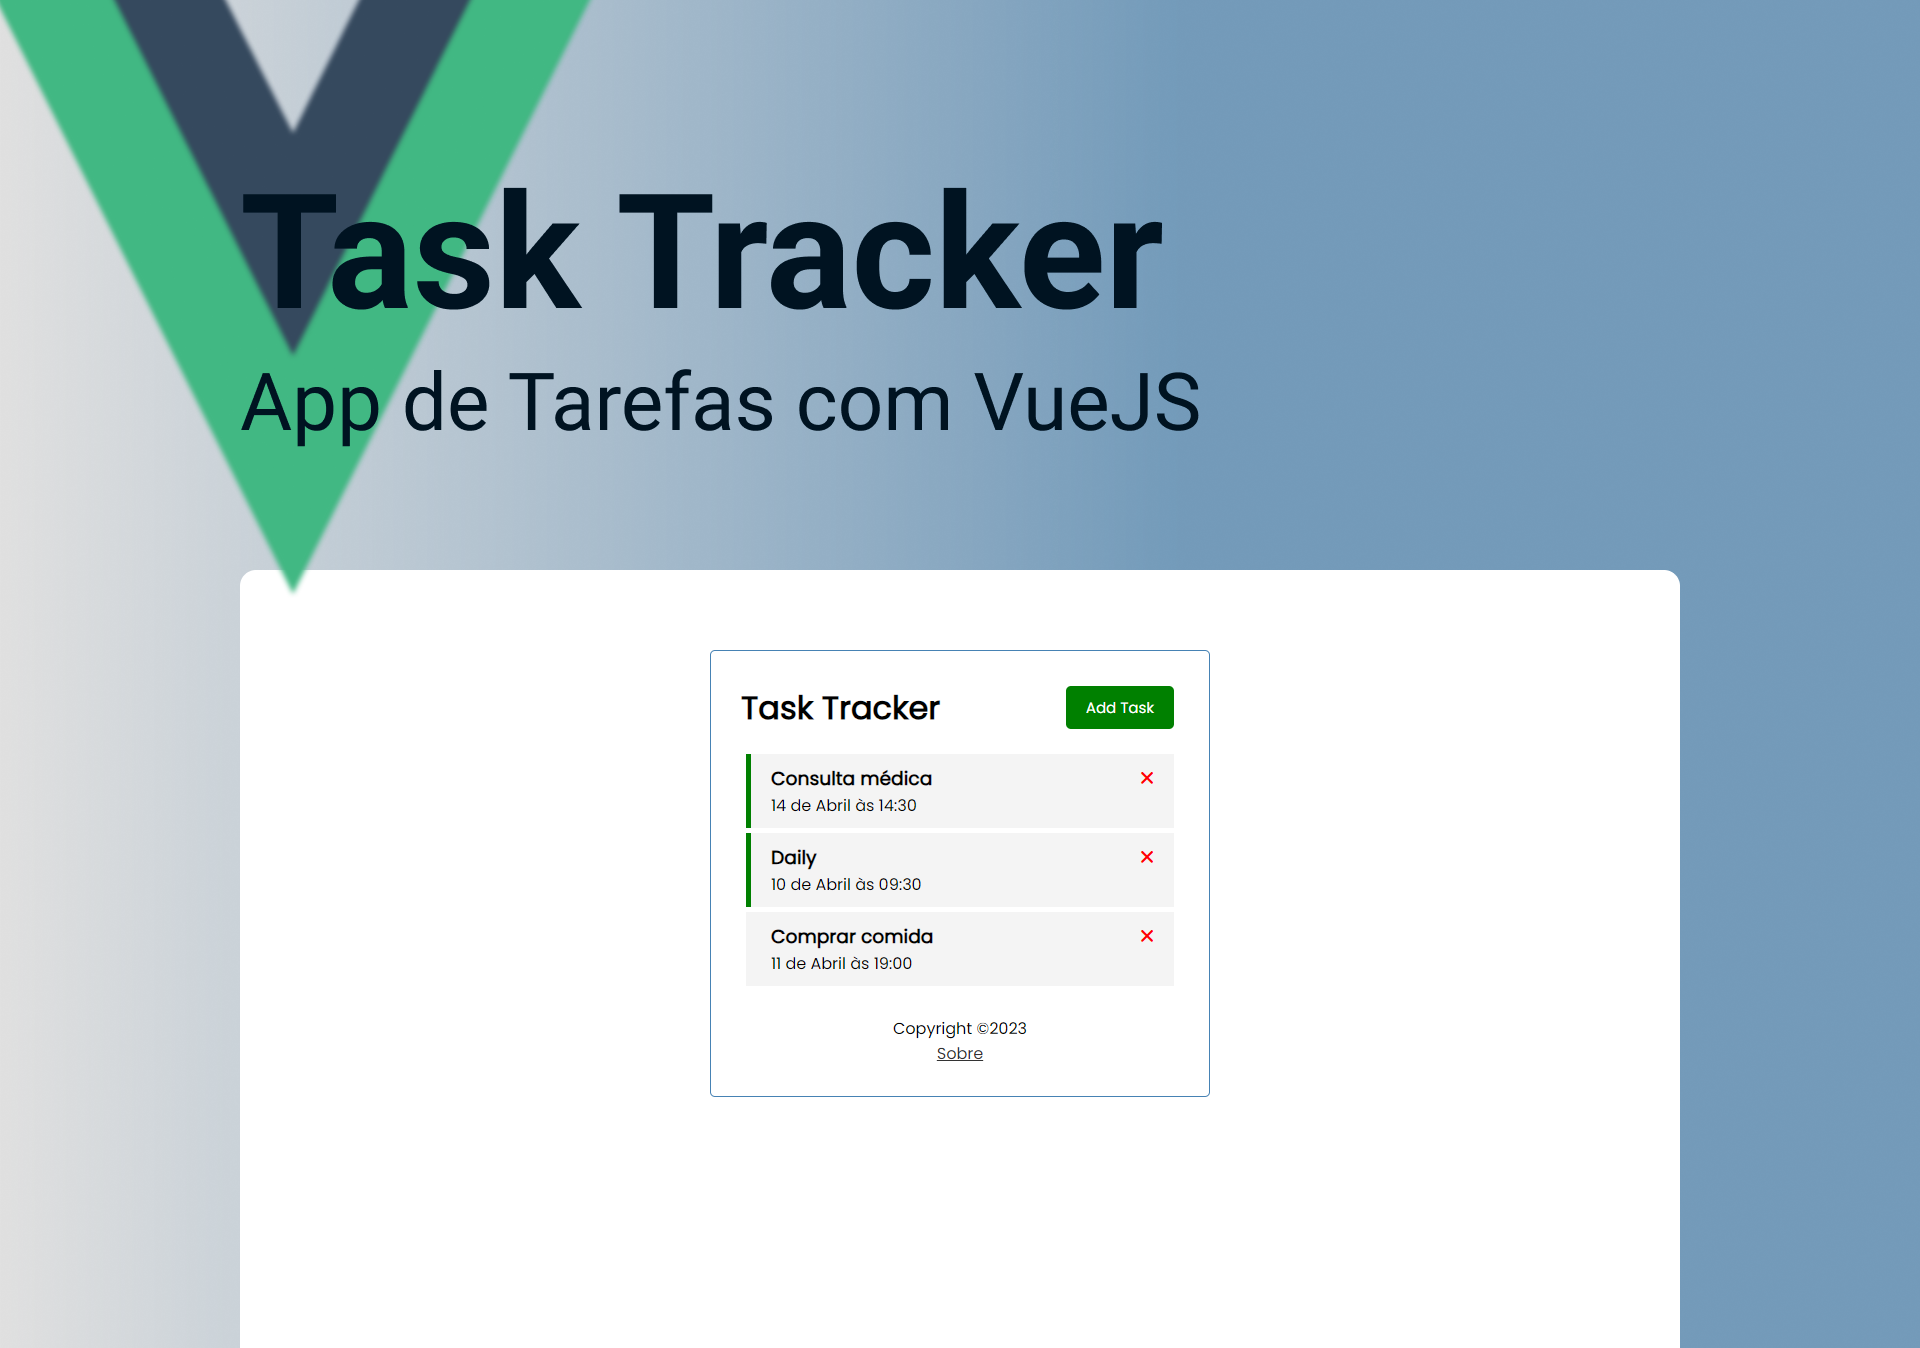 Task Tracker
App de Tarefas com VueJS
Task Tracker
Add Task
Consulta médica
14 de Abril às 14:30
Daily
10 de Abril às 09:30
Comprar comida
11 de Abril às 19:00
Copyright ©2023
Sobre